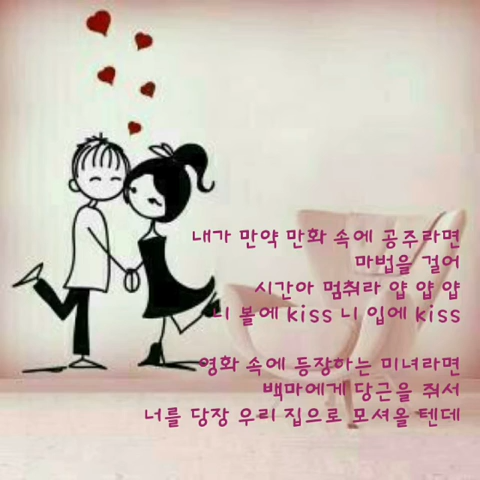 내가 만약 만화 속에 공주라면
마법을 걸어
시간아 멈춰라 얍 얍 얍
니 볼에 kiss 니 입에 kiss
영화 속에 등장하는 미녀라면
백마에게 당근을 줘서
너를 당장 우리 집으로 모셔올 텐데